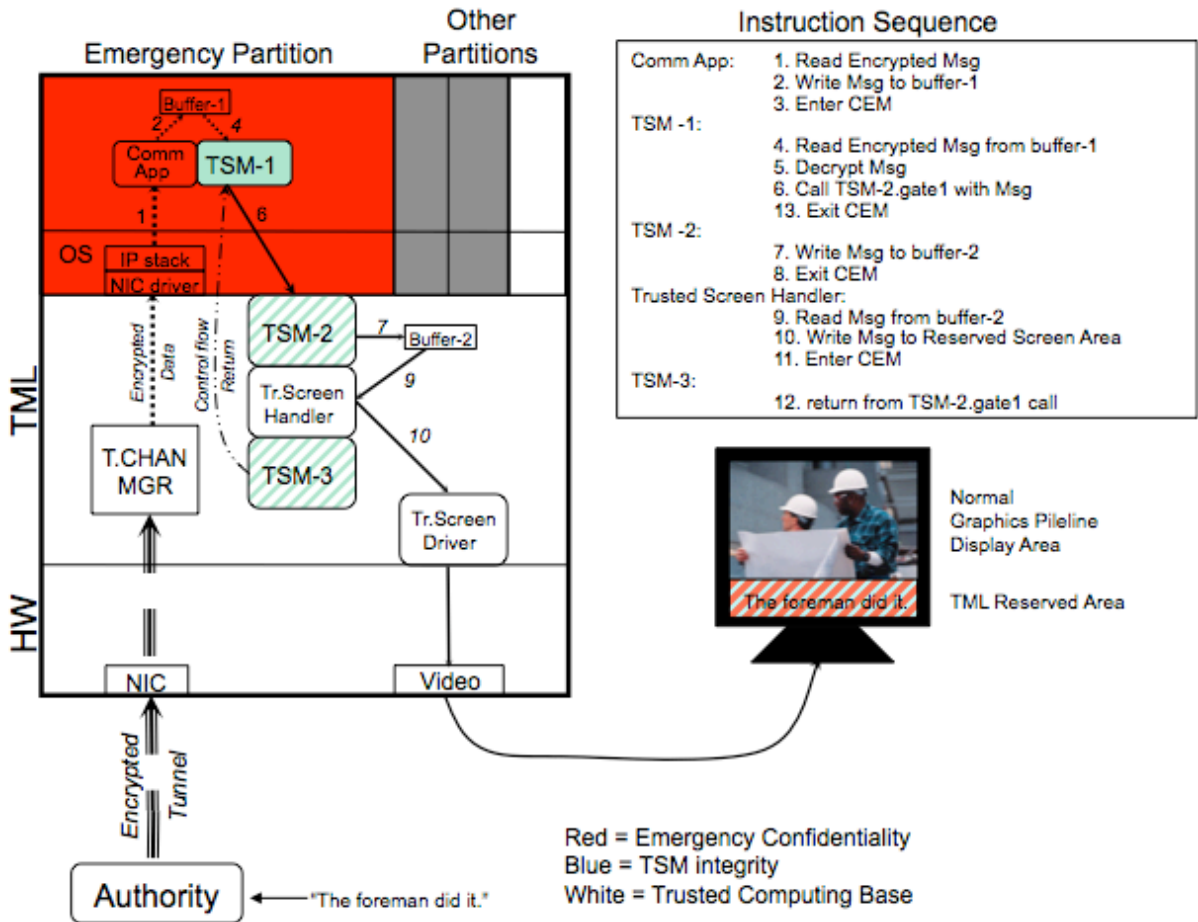 Emergency Partition
Other
Partitions
Buffer-1
2
4
Comm
App
TSM-1
1
6
OS
IP stack
NIC driver
TML
Encrypted
Data
Control flow
Return
TSM-2
7
Buffer-2
9
Tr.Screen
Handler
10
TSM-3
T.CHAN
MGR
Tr.Screen
Driver
HW
NIC
Video
Encrypted
Tunnel
Authority
"The foreman did it."
Instruction Sequence
Comm App: 1. Read Encrypted Msg
2. Write Msg to buffer-1
3. Enter CEM
TSM -1:
4. Read Encrypted Msg from buffer-1
5. Decrypt Msg
6. Call TSM-2.gate1 with Msg
13. Exit CEM
TSM -2:
7. Write Msg to buffer-2
8. Exit CEM
Trusted Screen Handler:
9. Read Msg from buffer-2
10. Write Msg to Reserved Screen Area
11. Enter CEM
TSM-3:
12. return from TSM-2.gate1 call
Normal
Graphics Pileline
Display Area
The foreman did it.
TML Reserved Area
Red = Emergency Confidentiality
Blue = TSM integrity
White = Trusted Computing Base